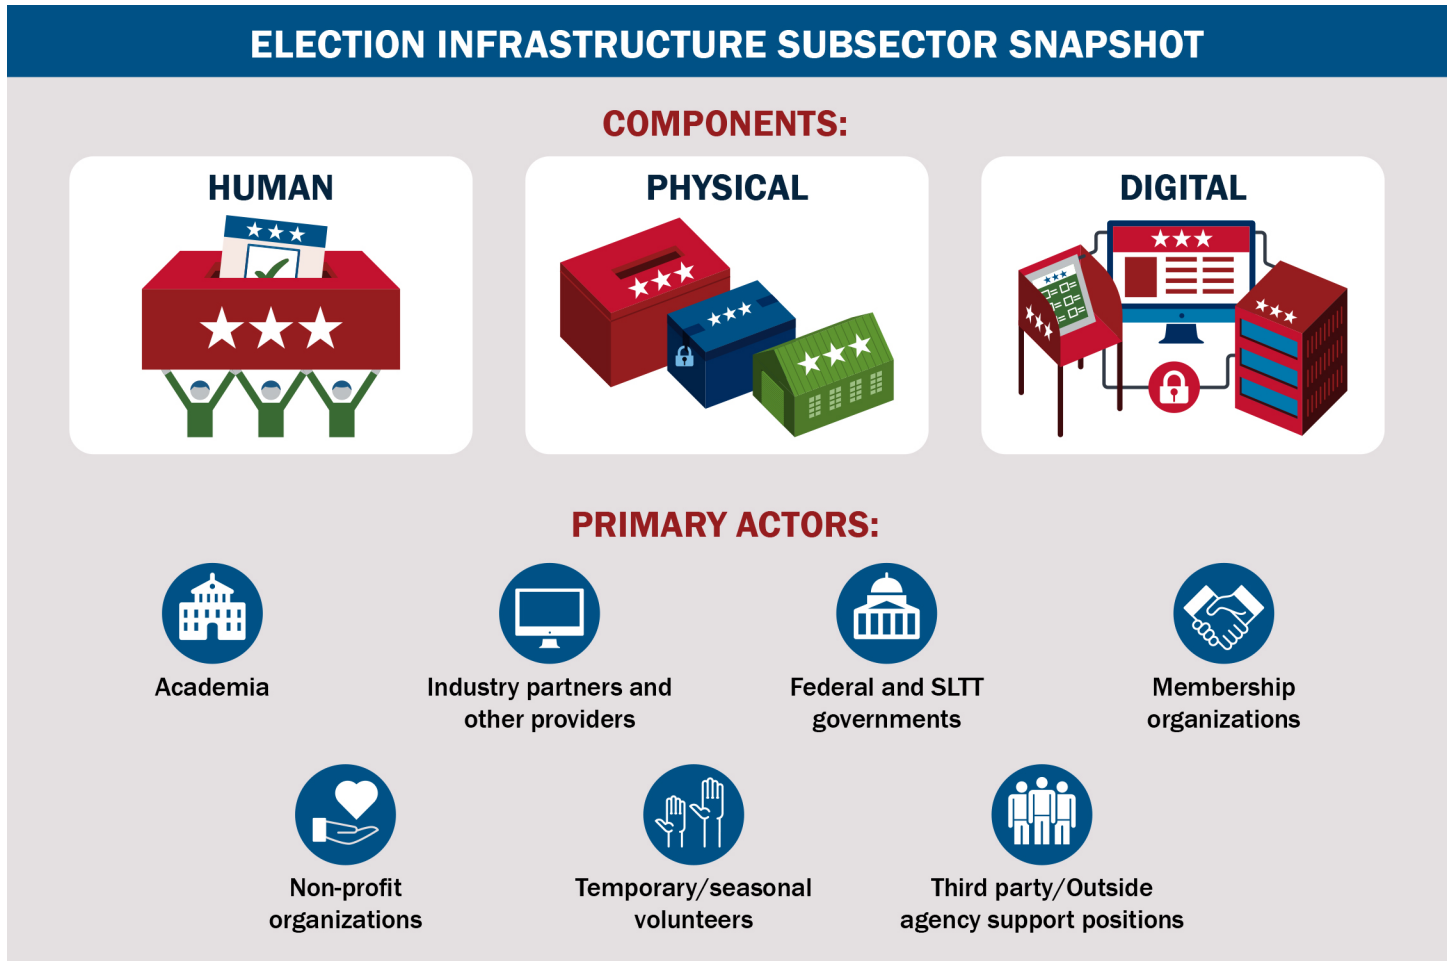 ELECTION INFRASTRUCTURE SUBSECTOR SNAPSHOT
COMPONENTS:
HUMAN
PHYSICAL
DIGITAL
PRIMARY ACTORS:
Academia
Industry partners and
other providers
Federal and SLTT
governments
Membership
organizations
Non-profit
organizations
Temporary/seasonal
volunteers
Third party/Outside
agency support positions